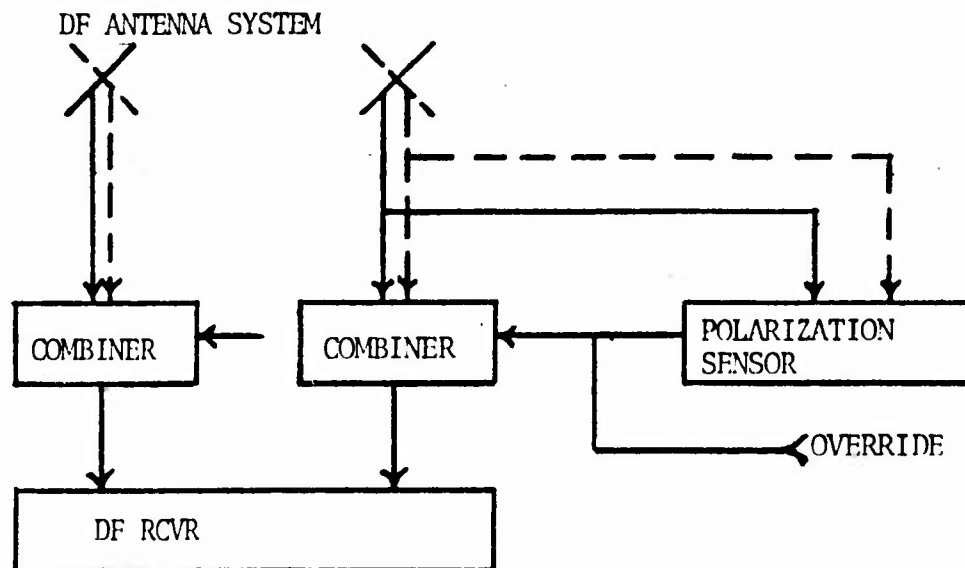 DF ANTENNA SYSTEM
COMBINER
COMBINER
POLARIZATION
SENSOR
OVERRIDE
DF RCVR